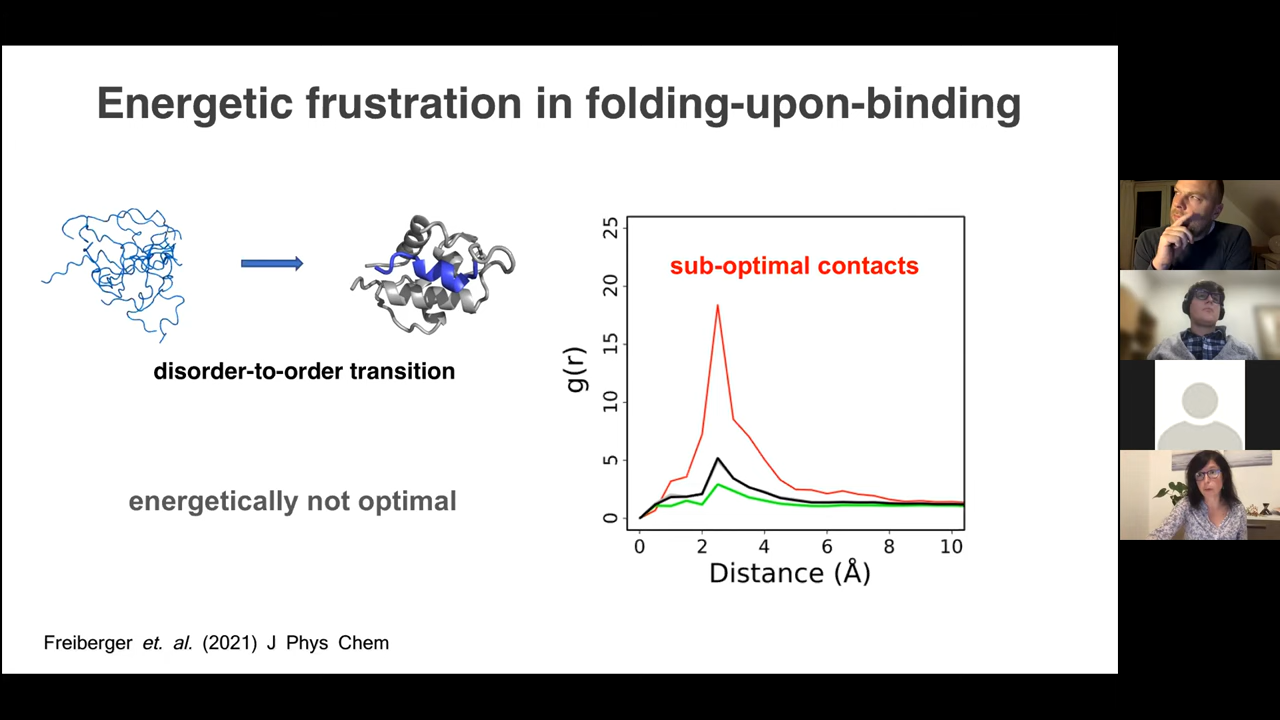 Energetic frustration in folding-upon-binding
disorder-to-order transition
energetically not optimal
sub-optimal contacts
g(r)
25
20
15
10
5
0
0 2 4 6 8 10
Distance (Å)
Freiberger et. al. (2021) J Phys Chem